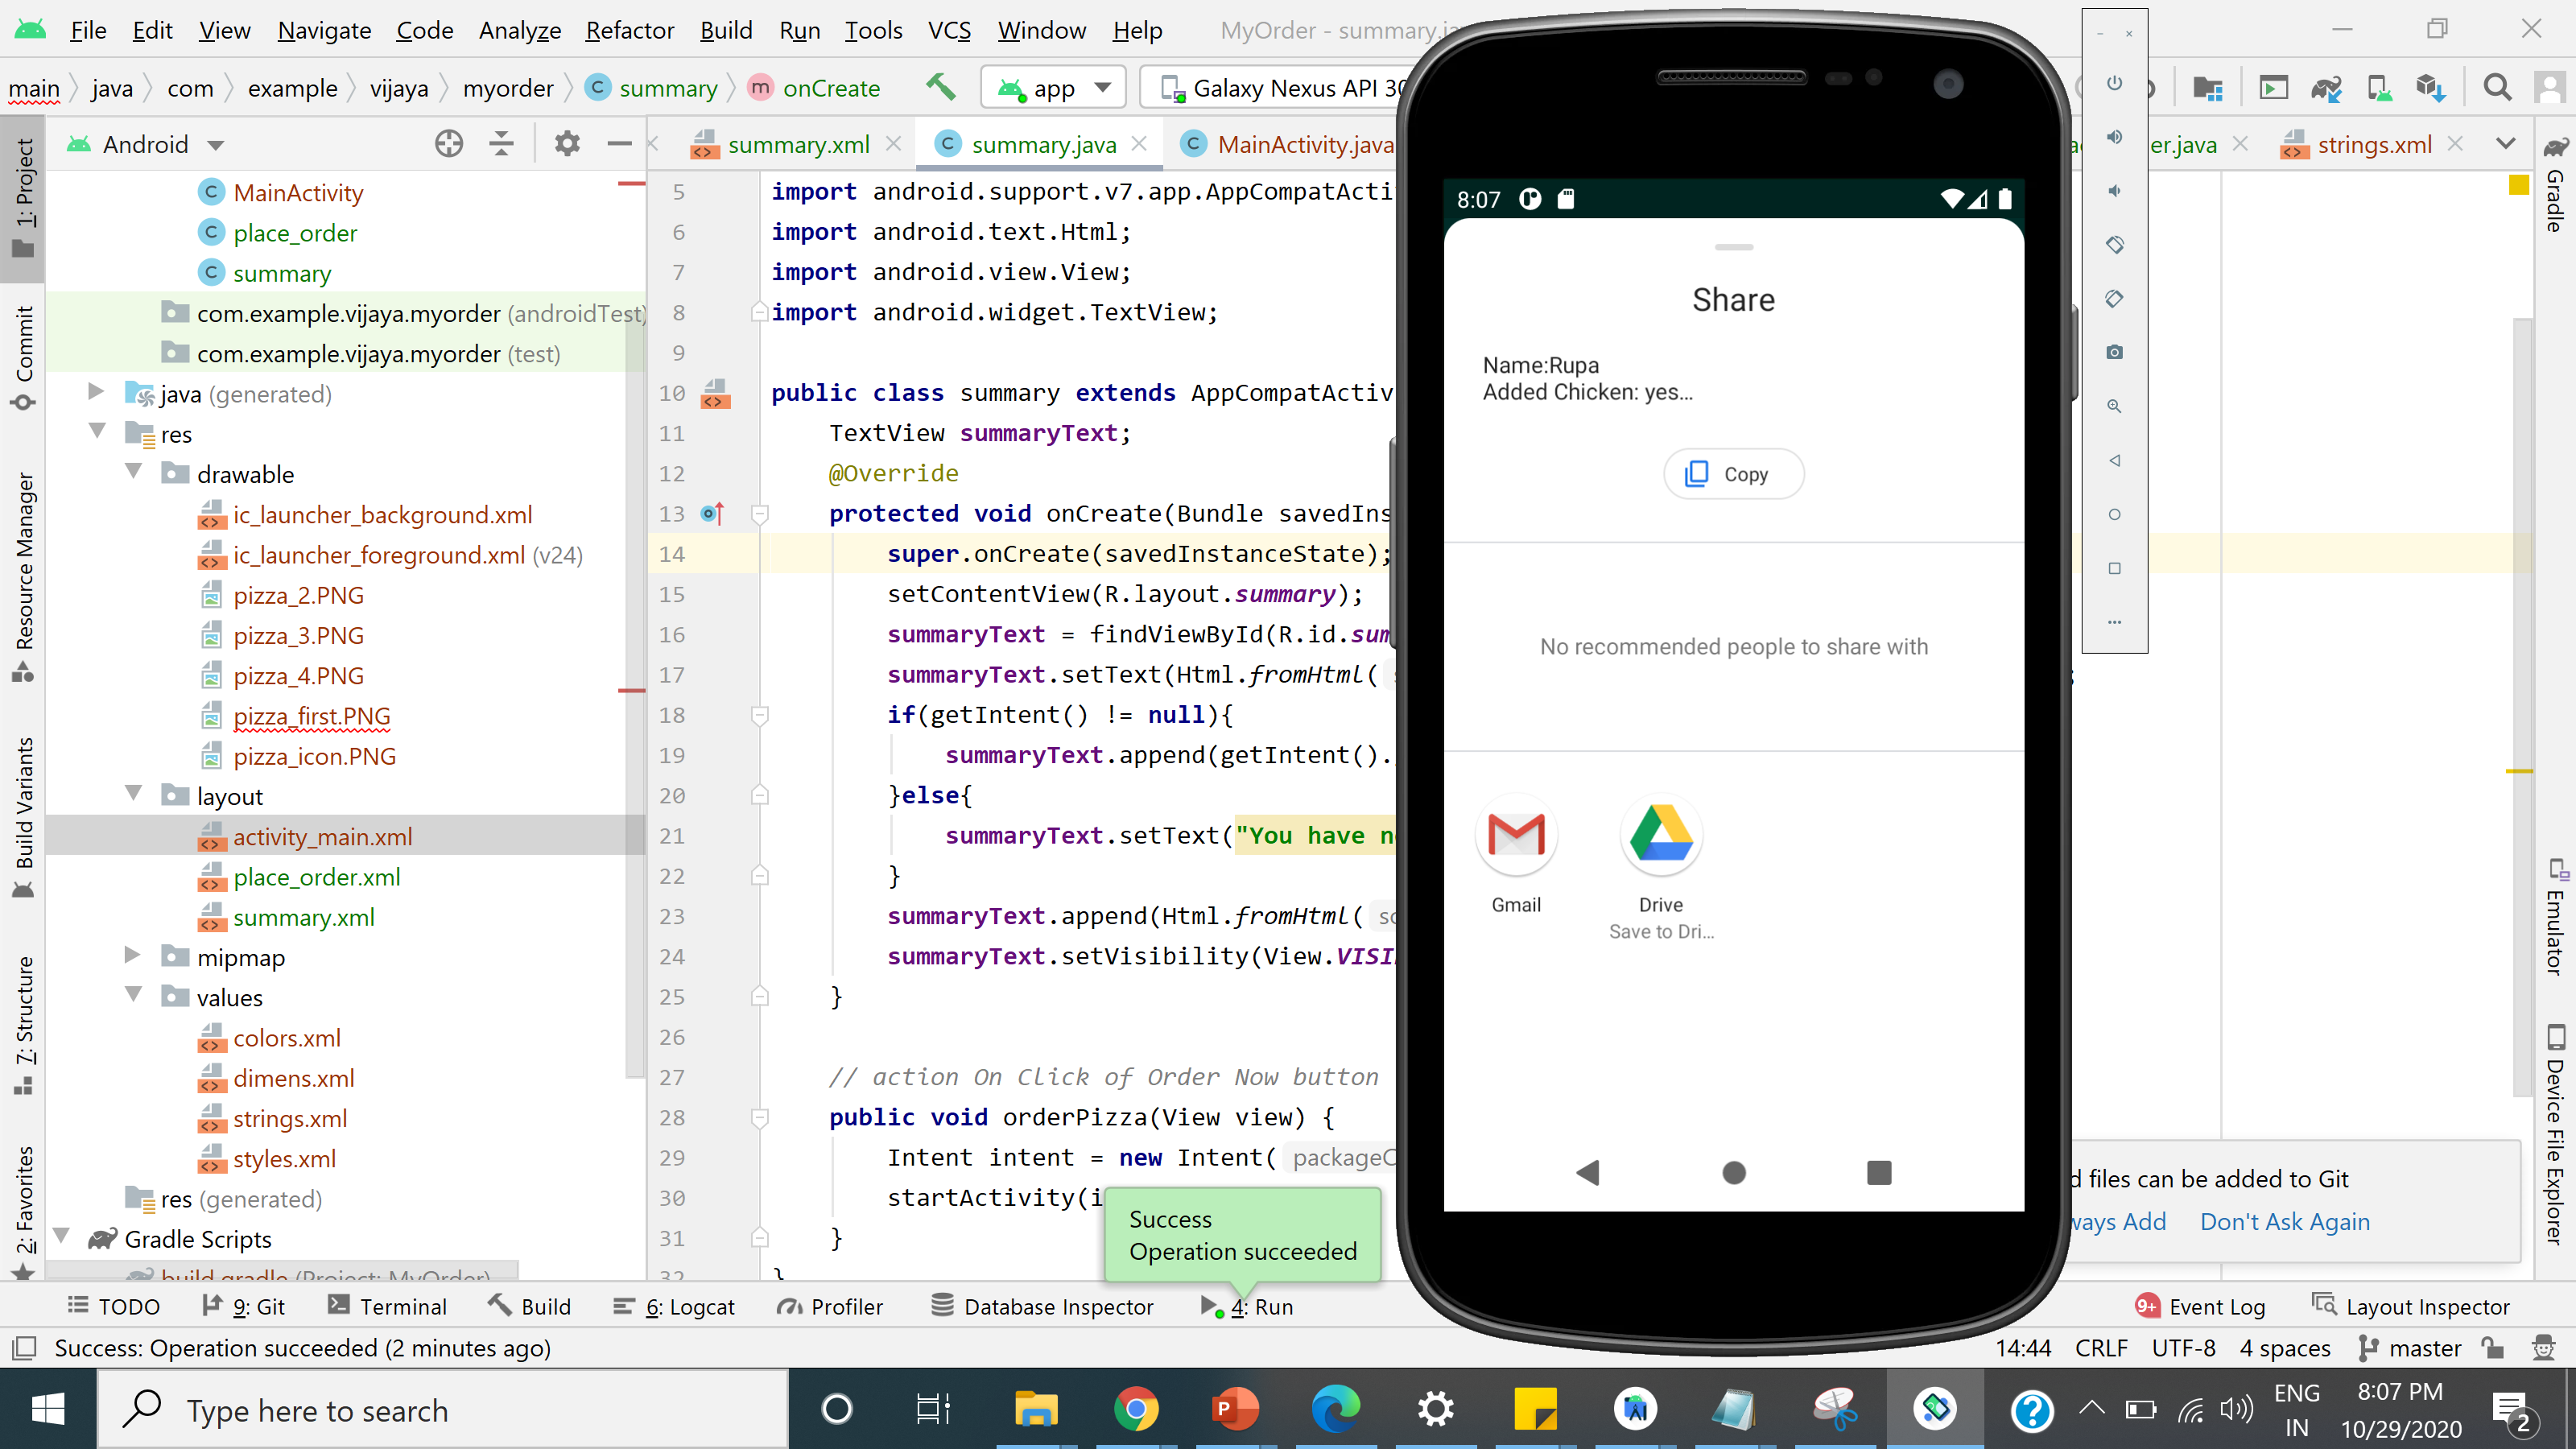 File Edit View Navigate Code Analyze Refactor Build Run Tools VCS Window Help MyOrder - summary.ja
main java com example vijaya myorder summary onCreate app Galaxy Nexus API 30
Android
summary.xml summary.java MainActivity.java er.java strings.xml
1: Project
Commit
Resource Manager
Build Variants
7: Structure
2: Favorites
MainActivity
place_order
summary
com.example.vijaya.myorder (androidTest)
com.example.vijaya.myorder (test)
java (generated)
res
drawable
ic_launcher_background.xml
ic_launcher_foreground.xml (v24)
pizza_2.PNG
pizza_3.PNG
pizza_4.PNG
pizza_first.PNG
pizza_icon.PNG
layout
activity_main.xml
place_order.xml
summary.xml
mipmap
values
colors.xml
dimens.xml
strings.xml
styles.xml
res (generated)
Gradle Scripts
build.gradle (Project: MyOrder)
5 import android.support.v7.app.AppCompatActi
6 import android.text.Html;
7 import android.view.View;
8 import android.widget.TextView;
9
10 public class summary extends AppCompatActiv
11 TextView summaryText;
12 @Override
13 protected void onCreate(Bundle savedIns
14 super.onCreate(savedInstanceState);
15 setContentView(R.layout.summary);
16 summaryText = findViewById(R.id.sum
17 summaryText.setText(Html.fromHtml( s
18 if(getIntent() != null){
19 summaryText.append(getIntent().
20 }else{
21 summaryText.setText("You have n
22 }
23 summaryText.append(Html.fromHtml( so
24 summaryText.setVisibility(View.VISI
25 }
26
27 // action On Click of Order Now button
28 public void orderPizza(View view) {
29 Intent intent = new Intent( packageC
30 startActivity(i
31 }
32 }
Success
Operation succeeded
8:07
Share
Name:Rupa
Added Chicken: yes...
Copy
No recommended people to share with
Gmail
Drive
Save to Dri...
Gradle
Emulator
Device File Explorer
d files can be added to Git
ways Add Don't Ask Again
TODO 9: Git Terminal Build 6: Logcat Profiler Database Inspector 4: Run 9+ Event Log Layout Inspector
Success: Operation succeeded (2 minutes ago) 14:44 CRLF UTF-8 4 spaces master
Type here to search
ENG
IN
8:07 PM
10/29/2020
2